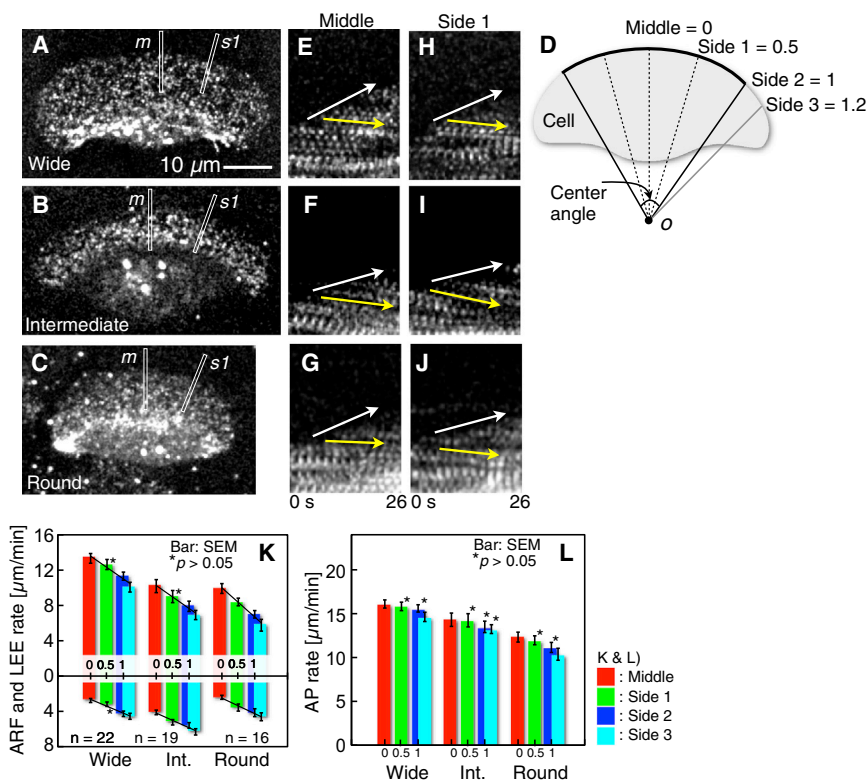 Middle
Side 1
A
m
s1
Wide
10 µm
E
H
D
Middle = 0
Side 1 = 0.5
Side 2 = 1
Side 3 = 1.2
Cell
Center
angle
o
B
m
s1
Intermediate
F
I
C
m
s1
Round
G
J
0 s
26
0 s
26
K
Bar: SEM
*p > 0.05
ARF and LEE rate [µm/min]
16
12
8
4
0
4
8
*
*
*
0 0.5 1
0 0.5 1
0 0.5 1
n = 22
n = 19
n = 16
Wide
Int.
Round
L
Bar: SEM
*p > 0.05
AP rate [µm/min]
20
15
10
5
0
* *
* * *
* *
0 0.5 1
0 0.5 1
0 0.5 1
Wide
Int.
Round
K & L)
: Middle
: Side 1
: Side 2
: Side 3